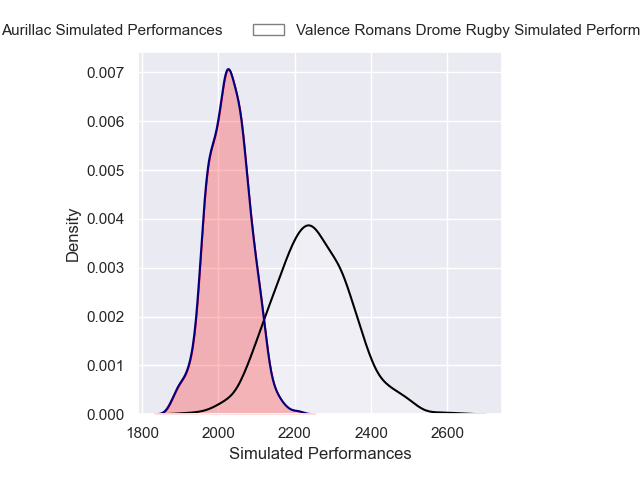 Aurillac Simulated Performances
Valence Romans Drome Rugby Simulated Perform
0.007
0.006
0.005
0.004
0.003
0.002
0.001
0.000
Density
1800 2000 2200 2400 2600
Simulated Performances